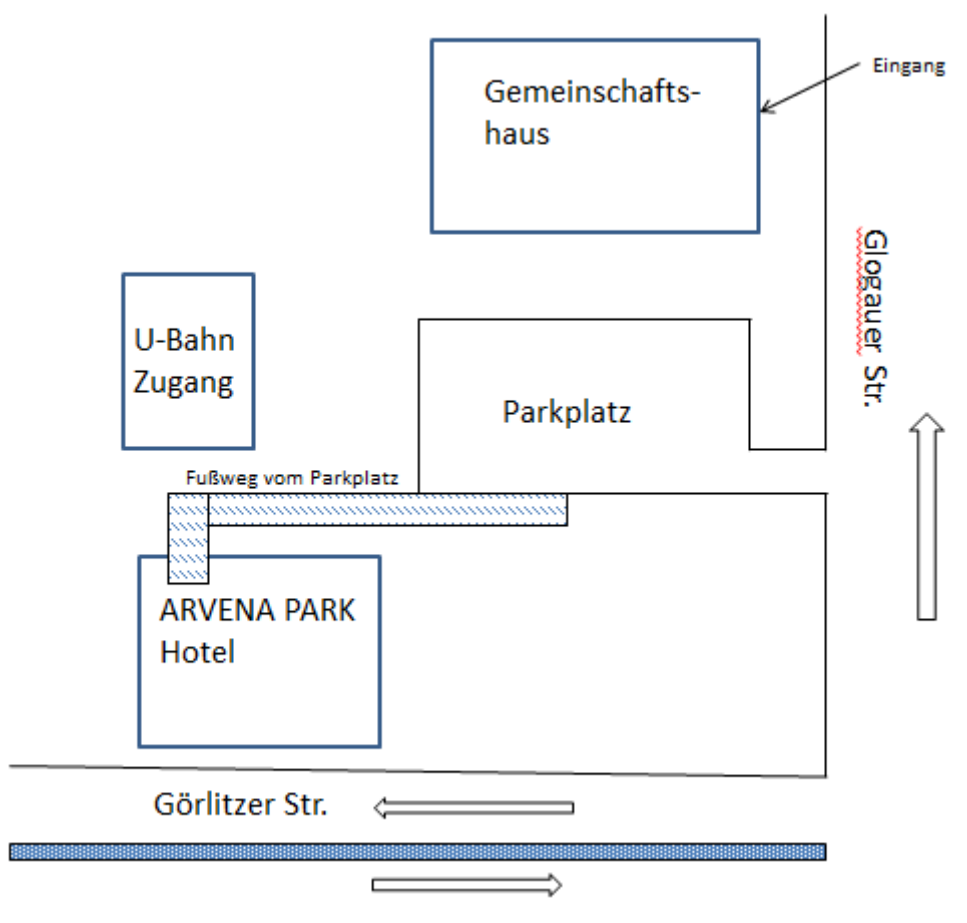 Gemeinschafts-
haus
Eingang
Glogauer Str.
U-Bahn
Zugang
Parkplatz
Fußweg vom Parkplatz
ARVENA PARK
Hotel
Görlitzer Str.